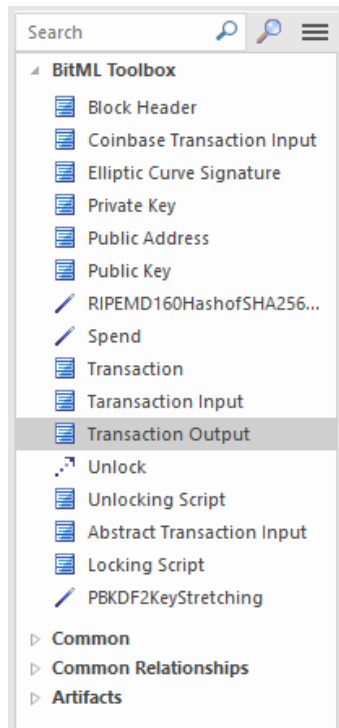 Search
BitML Toolbox
Block Header
Coinbase Transaction Input
Elliptic Curve Signature
Private Key
Public Address
Public Key
RIPEMD160HashofSHA256...
Spend
Transaction
Taransaction Input
Transaction Output
Unlock
Unlocking Script
Abstract Transaction Input
Locking Script
PBKDF2KeyStretching
Common
Common Relationships
Artifacts